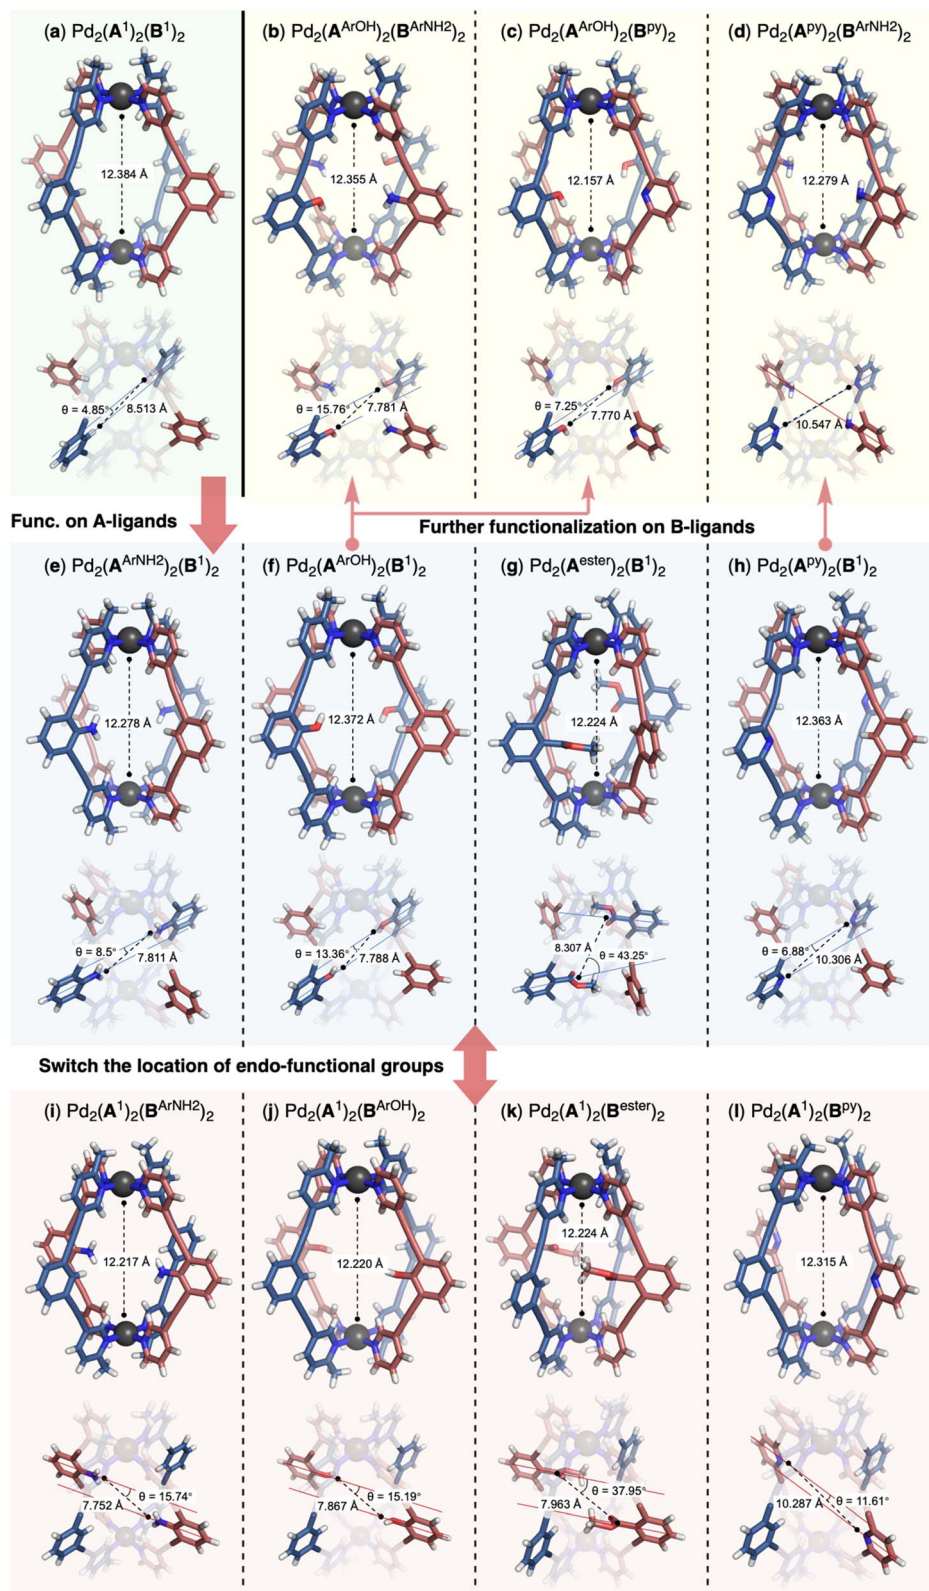 (a) Pd₂(A¹)₂(B¹)₂
(b) Pd₂(Aᴬʳᴼᴴ)₂(Bᴬʳᴺᴴ²)₂
(c) Pd₂(Aᴬʳᴼᴴ)₂(Bᵖʸ)₂
(d) Pd₂(Aᵖʸ)₂(Bᴬʳᴺᴴ²)₂
12.384 Å
12.355 Å
12.157 Å
12.279 Å
θ = 4.85°
8.513 Å
θ = 15.76°
7.781 Å
θ = 7.25°
7.770 Å
10.547 Å
Func. on A-ligands
Further functionalization on B-ligands
(e) Pd₂(Aᴬʳᴺᴴ²)₂(B¹)₂
(f) Pd₂(Aᴬʳᴼᴴ)₂(B¹)₂
(g) Pd₂(Aᵉˢᵗᵉʳ)₂(B¹)₂
(h) Pd₂(Aᵖʸ)₂(B¹)₂
12.278 Å
12.372 Å
12.224 Å
12.363 Å
θ = 8.5°
7.811 Å
θ = 13.36°
7.788 Å
8.307 Å
θ = 43.25°
θ = 6.88°
10.306 Å
Switch the location of endo-functional groups
(i) Pd₂(A¹)₂(Bᴬʳᴺᴴ²)₂
(j) Pd₂(A¹)₂(Bᴬʳᴼᴴ)₂
(k) Pd₂(A¹)₂(Bᵉˢᵗᵉʳ)₂
(l) Pd₂(A¹)₂(Bᵖʸ)₂
12.217 Å
12.220 Å
12.224 Å
12.315 Å
θ = 15.74°
7.752 Å
θ = 15.19°
7.867 Å
θ = 37.95°
7.963 Å
10.287 Å
θ = 11.61°